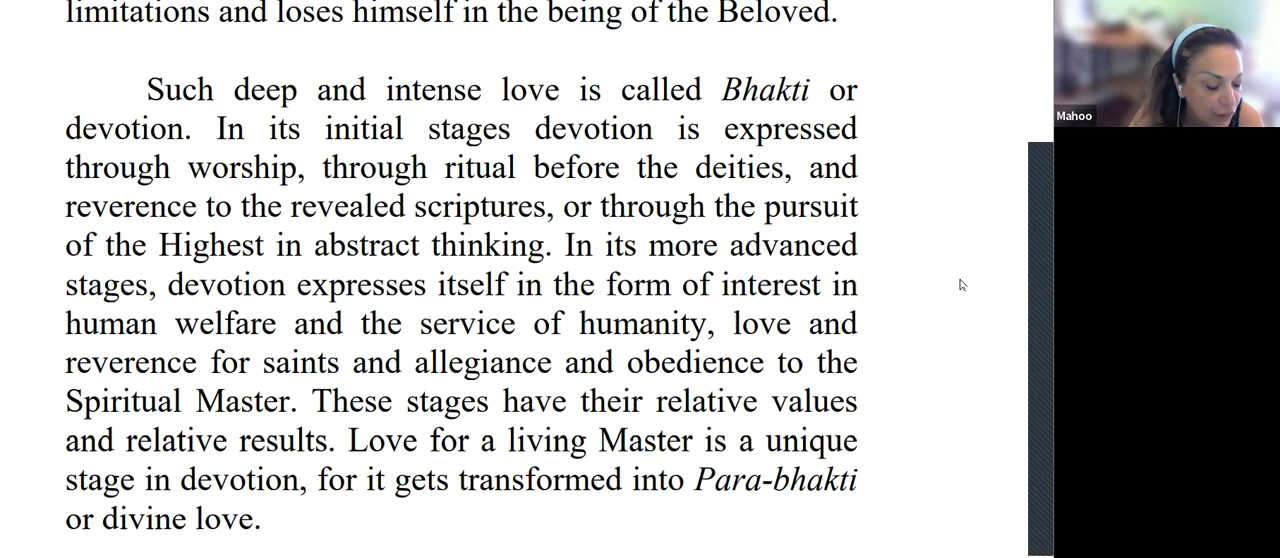 limitations and loses himself in the being of the Beloved.
Such deep and intense love is called Bhakti or
devotion. In its initial stages devotion is expressed
through worship, through ritual before the deities, and
reverence to the revealed scriptures, or through the pursuit
of the Highest in abstract thinking. In its more advanced
stages, devotion expresses itself in the form of interest in
human welfare and the service of humanity, love and
reverence for saints and allegiance and obedience to the
Spiritual Master. These stages have their relative values
and relative results. Love for a living Master is a unique
stage in devotion, for it gets transformed into Para-bhakti
or divine love.
Mahoo